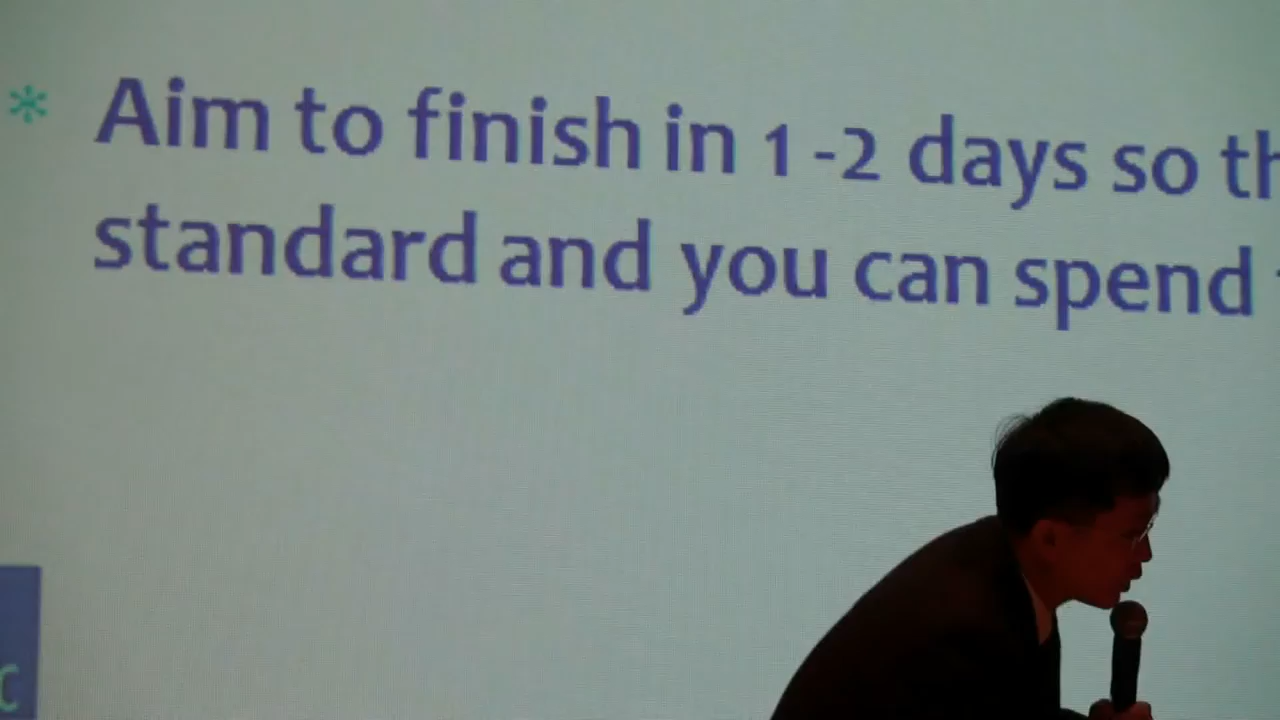 * Aim to finish in 1 -2 days so th
standard and you can spend
c